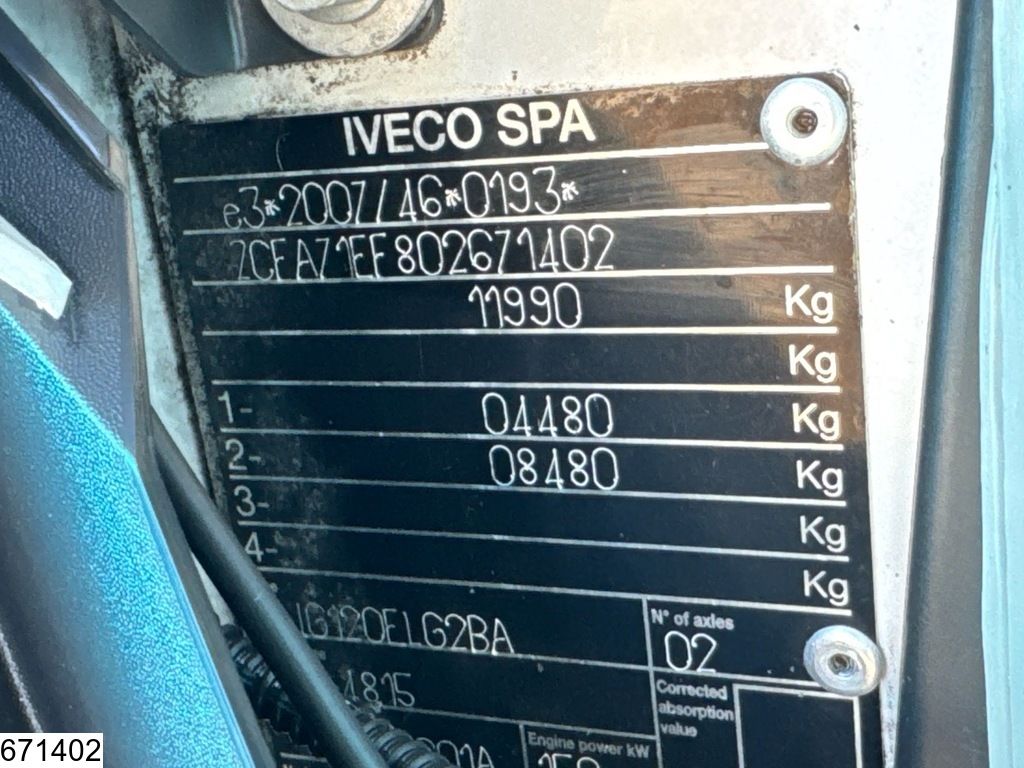 IVECO SPA
e3*2007/46*0193*
ZCFA71EF802671402
11990 Kg
Kg
1- 04480 Kg
2- 08480 Kg
3- Kg
4- Kg
N° of axles
02
4815
Corrected
absorption
value
Engine power kW
671402